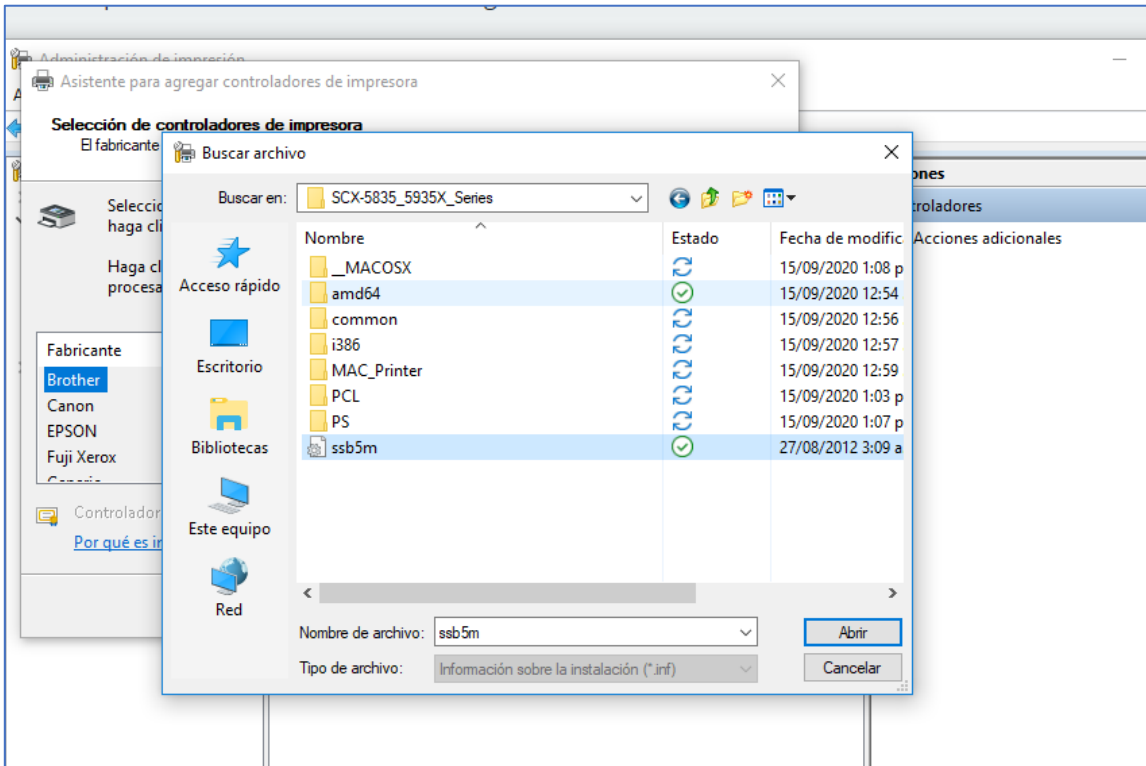 Administración de impresión
Asistente para agregar controladores de impresora
Selección de controladores de impresora
El fabricante
Buscar archivo
Buscar en: SCX-5835_5935X_Series
ones
Seleccio
haga cli
troladores
Nombre Estado Fecha de modific
Acciones adicionales
Haga cl
procesa
Acceso rápido
__MACOSX 15/09/2020 1:08 p
amd64 15/09/2020 12:54
common 15/09/2020 12:56
i386 15/09/2020 12:57
MAC_Printer 15/09/2020 12:59
PCL 15/09/2020 1:03 p
PS 15/09/2020 1:07 p
ssb5m 27/08/2012 3:09 a
Fabricante
Brother
Canon
EPSON
Fuji Xerox
Escritorio
Bibliotecas
Este equipo
Red
Controlador
Por qué es in
Nombre de archivo: ssb5m Abrir
Tipo de archivo: Información sobre la instalación (*.inf) Cancelar